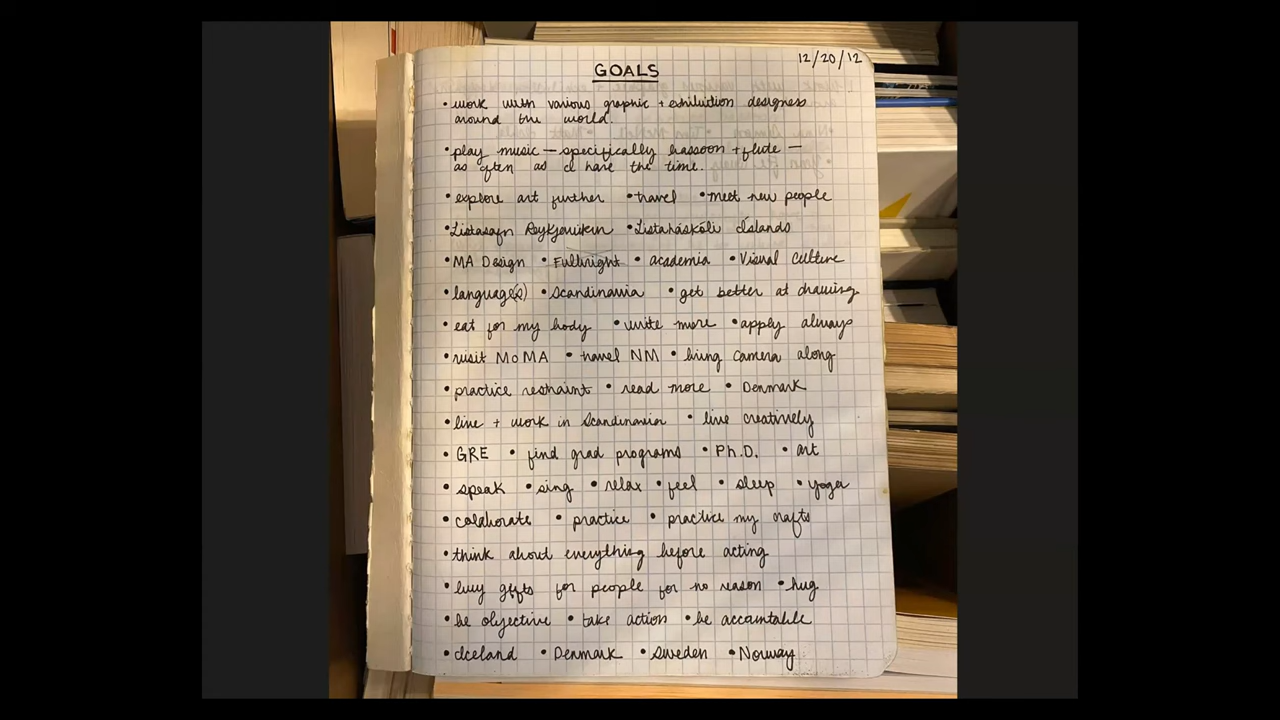 12/20/12
GOALS
• work with various graphic + exhibition designers
around the world.
• play music — specifically bassoon + flute —
as often as I have the time.
• explore art further • travel • meet new people
• Listasafn Reykjavíkur • Listaháskóli Íslands
• MA Design • Fulbright • academia • Visual Culture
• language(s) • Scandinavia • get better at drawing
• eat for my body • write more • apply always
• visit MoMA • travel NM • bring camera along
• practice restraint • read more • Denmark
• live + work in Scandinavia • live creatively
• GRE • find grad programs • Ph.D. • art
• speak • sing • relax • feel • sleep • yoga
• colaborate • practice • practice my crafts
• think about everything before acting
• buy gifts for people for no reason • hug
• be objective • take action • be accountable
• Iceland • Denmark • Sweden • Norway